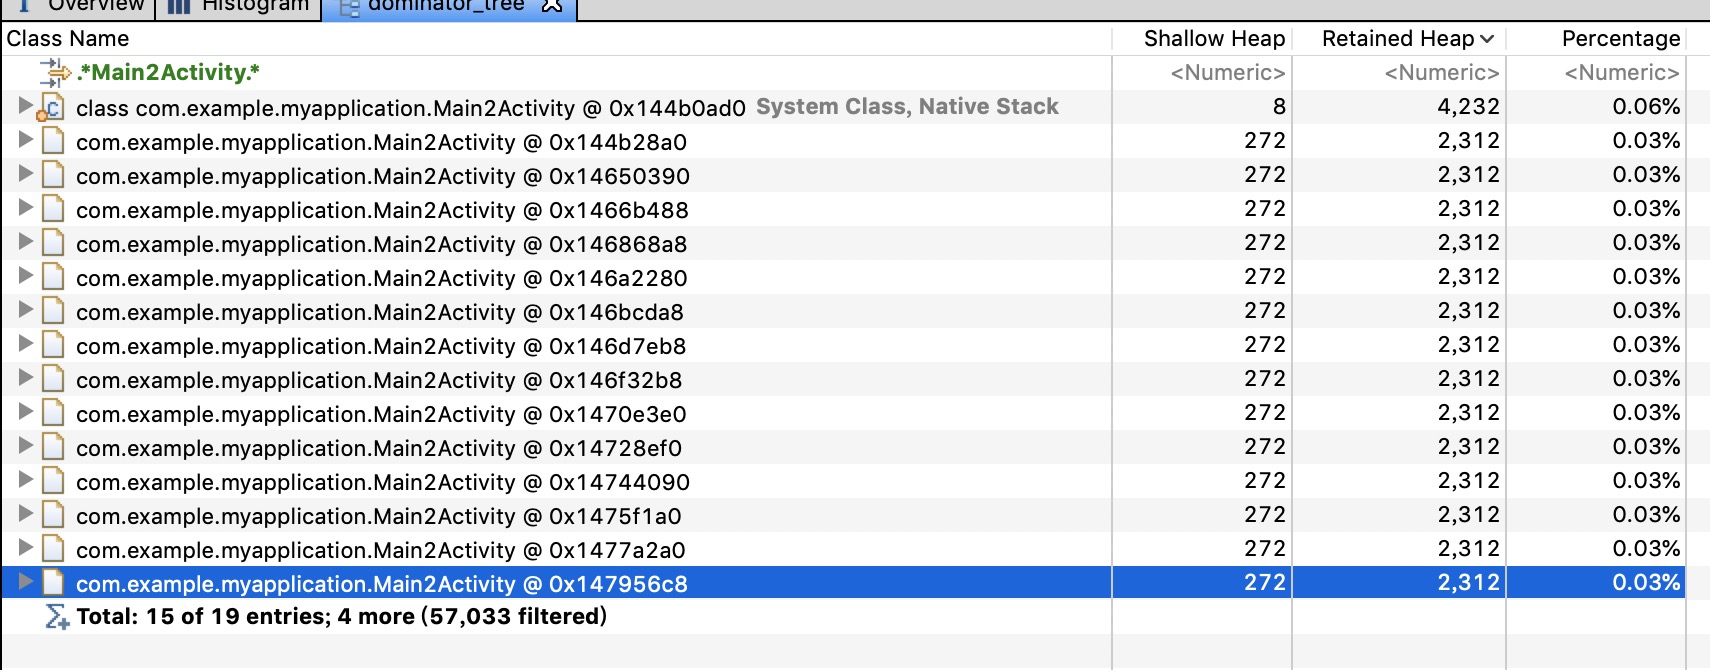 Overview Histogram dominator_tree
Class Name Shallow Heap Retained Heap Percentage
.*Main2Activity.* <Numeric> <Numeric> <Numeric>
class com.example.myapplication.Main2Activity @ 0x144b0ad0 System Class, Native Stack 8 4,232 0.06%
com.example.myapplication.Main2Activity @ 0x144b28a0 272 2,312 0.03%
com.example.myapplication.Main2Activity @ 0x14650390 272 2,312 0.03%
com.example.myapplication.Main2Activity @ 0x1466b488 272 2,312 0.03%
com.example.myapplication.Main2Activity @ 0x146868a8 272 2,312 0.03%
com.example.myapplication.Main2Activity @ 0x146a2280 272 2,312 0.03%
com.example.myapplication.Main2Activity @ 0x146bcda8 272 2,312 0.03%
com.example.myapplication.Main2Activity @ 0x146d7eb8 272 2,312 0.03%
com.example.myapplication.Main2Activity @ 0x146f32b8 272 2,312 0.03%
com.example.myapplication.Main2Activity @ 0x1470e3e0 272 2,312 0.03%
com.example.myapplication.Main2Activity @ 0x14728ef0 272 2,312 0.03%
com.example.myapplication.Main2Activity @ 0x14744090 272 2,312 0.03%
com.example.myapplication.Main2Activity @ 0x1475f1a0 272 2,312 0.03%
com.example.myapplication.Main2Activity @ 0x1477a2a0 272 2,312 0.03%
com.example.myapplication.Main2Activity @ 0x147956c8 272 2,312 0.03%
Total: 15 of 19 entries; 4 more (57,033 filtered)